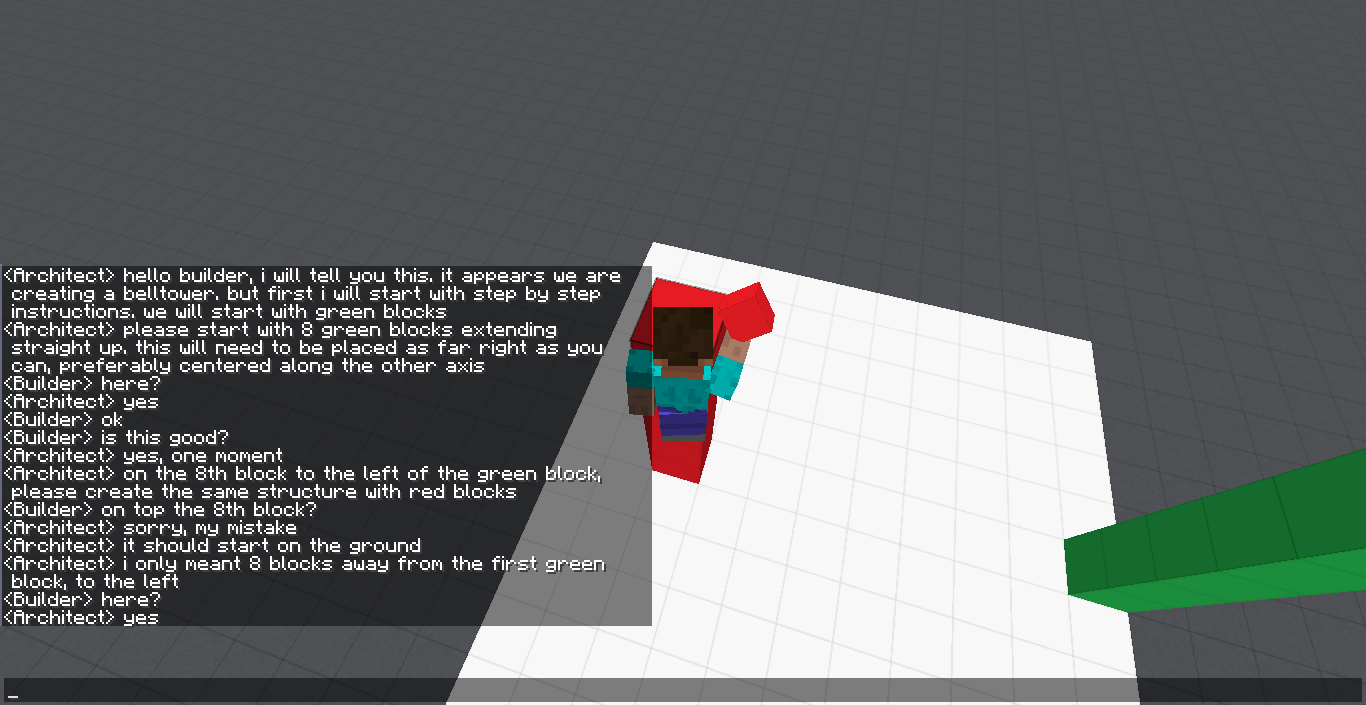 <Architect> hello builder, i will tell you this. it appears we are
creating a belltower. but first i will start with step by step
instructions. we will start with green blocks
<Architect> please start with 8 green blocks extending
straight up. this will need to be placed as far right as you
can, preferably centered along the other axis
<Builder> here?
<Architect> yes
<Builder> ok
<Builder> is this good?
<Architect> yes, one moment
<Architect> on the 8th block to the left of the green block,
please create the same structure with red blocks
<Builder> on top the 8th block?
<Architect> sorry, my mistake
<Architect> it should start on the ground
<Architect> i only meant 8 blocks away from the first green
block, to the left
<Builder> here?
<Architect> yes
_